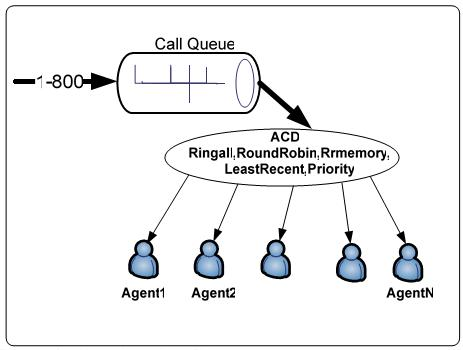 Call Queue
1-800
ACD
Ringall,RoundRobin,Rrmemory,
LeastRecent,Priority
Agent1 Agent2 AgentN